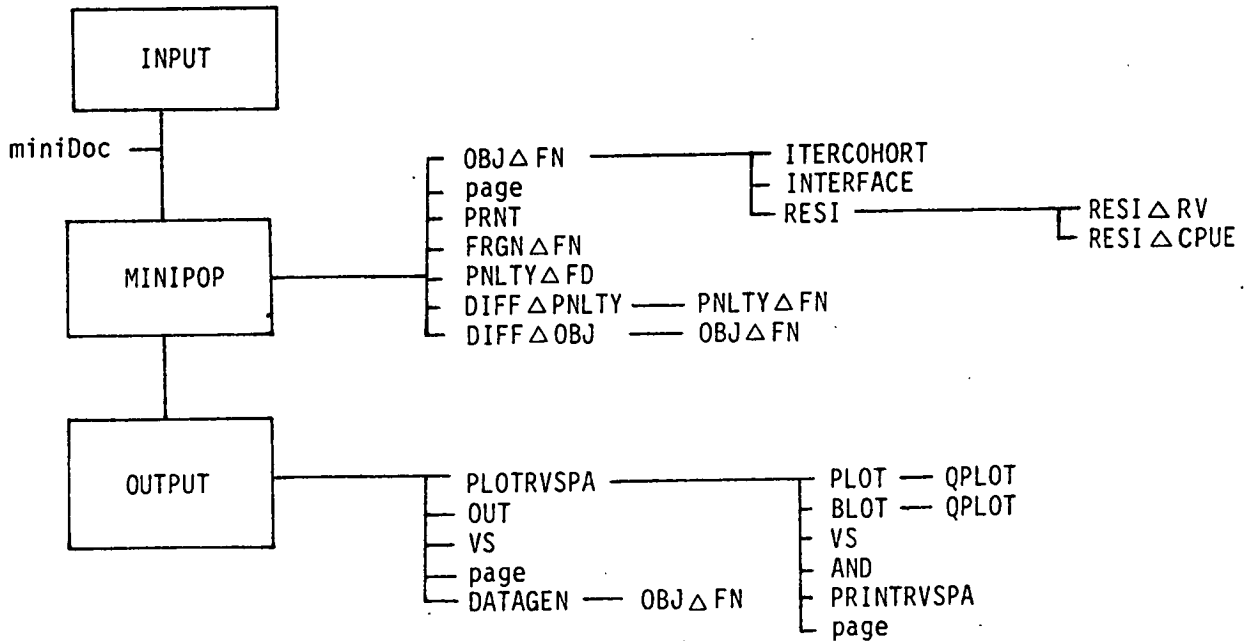 INPUT
miniDoc
MINIPOP
OBJ△FN
page
PRNT
FRGN△FN
PNLTY△FD
DIFF△PNLTY — PNLTY△FN
DIFF△OBJ — OBJ△FN
ITERCOHORT
INTERFACE
RESI
RESI△RV
RESI△CPUE
OUTPUT
PLOTRVSPA
OUT
VS
page
DATAGEN — OBJ△FN
PLOT — QPLOT
BLOT — QPLOT
VS
AND
PRINTRVSPA
page